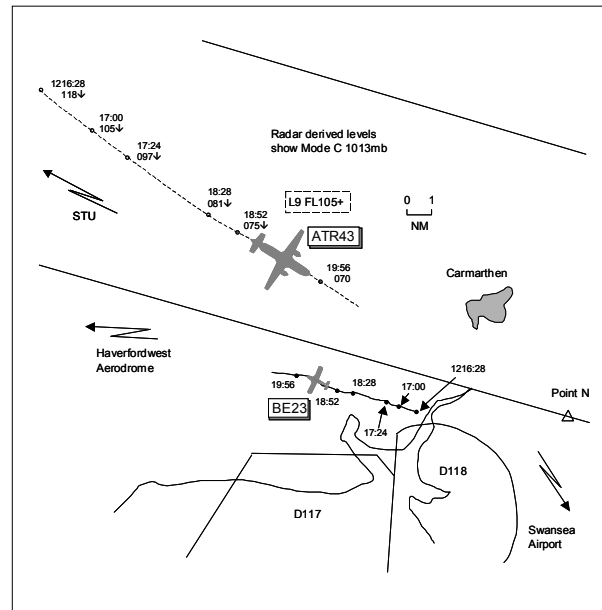 1216:28
118↓
17:00
105↓
17:24
097↓
Radar derived levels
show Mode C 1013mb
STU
18:28
081↓
L9 FL105+
0 1
NM
18:52
075↓
ATR43
19:56
070
Carmarthen
Haverfordwest
Aerodrome
19:56
18:28
17:00
1216:28
Point N
BE23
18:52
17:24
D118
D117
Swansea
Airport